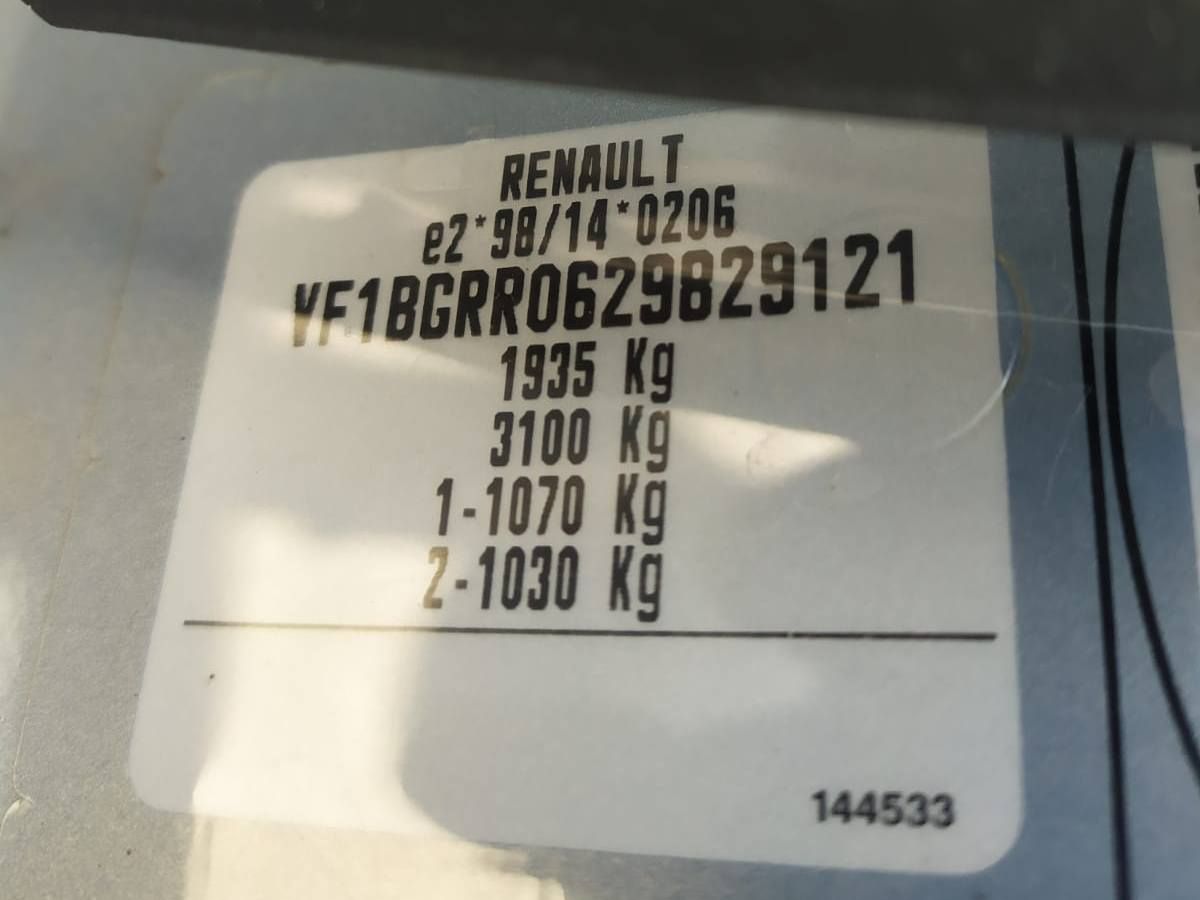 RENAULT
e2*98/14*0206
VF1BGRR0629829121
1935 Kg
3100 Kg
1-1070 Kg
2-1030 Kg
144533